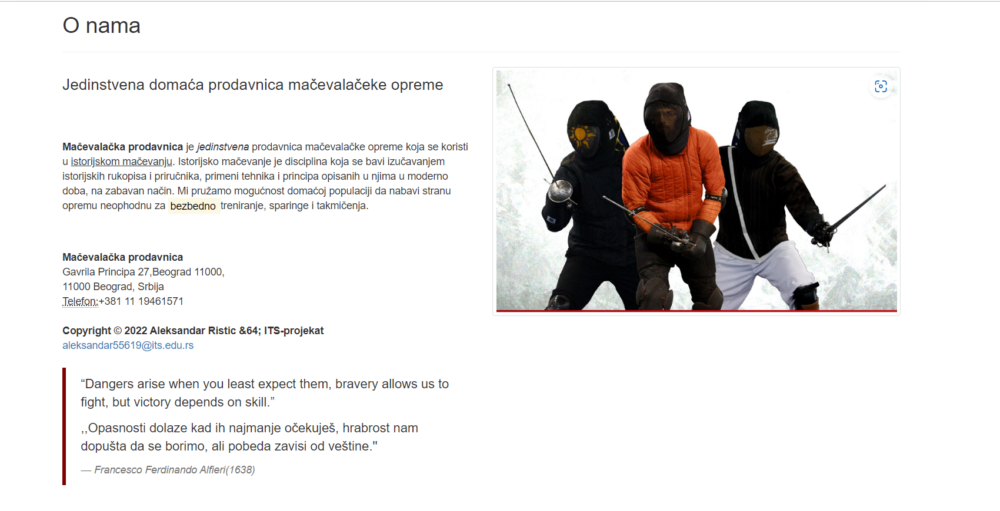 O nama
Jedinstvena domaća prodavnica mačevalačeke opreme
Mačevalačka prodavnica je jedinstvena prodavnica mačevalačke opreme koja se koristi
u istorijskom mačevanju. Istorijsko mačevanje je disciplina koja se bavi izučavanjem
istorijskih rukopisa i priručnika, primeni tehnika i principa opisanih u njima u moderno
doba, na zabavan način. Mi pružamo mogućnost domaćoj populaciji da nabavi stranu
opremu neophodnu za bezbedno treniranje, sparinge i takmičenja.
Mačevalačka prodavnica
Gavrila Principa 27,Beograd 11000,
11000 Beograd, Srbija
Telefon:+381 11 19461571
Copyright © 2022 Aleksandar Ristic &64; ITS-projekat
aleksandar55619@its.edu.rs
“Dangers arise when you least expect them, bravery allows us to
fight, but victory depends on skill.”
,,Opasnosti dolaze kad ih najmanje očekuješ, hrabrost nam
dopušta da se borimo, ali pobeda zavisi od veštine."
— Francesco Ferdinando Alfieri(1638)